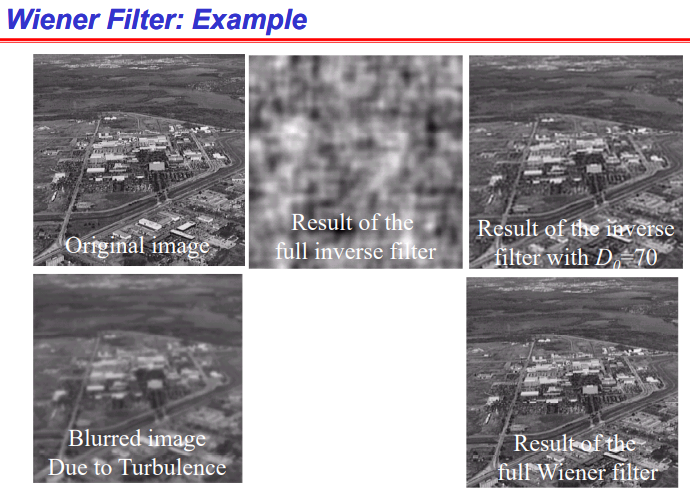 Wiener Filter: Example
Original image
Result of the
full inverse filter
Result of the inverse
filter with D₀=70
Blurred image
Due to Turbulence
Result of the
full Wiener filter